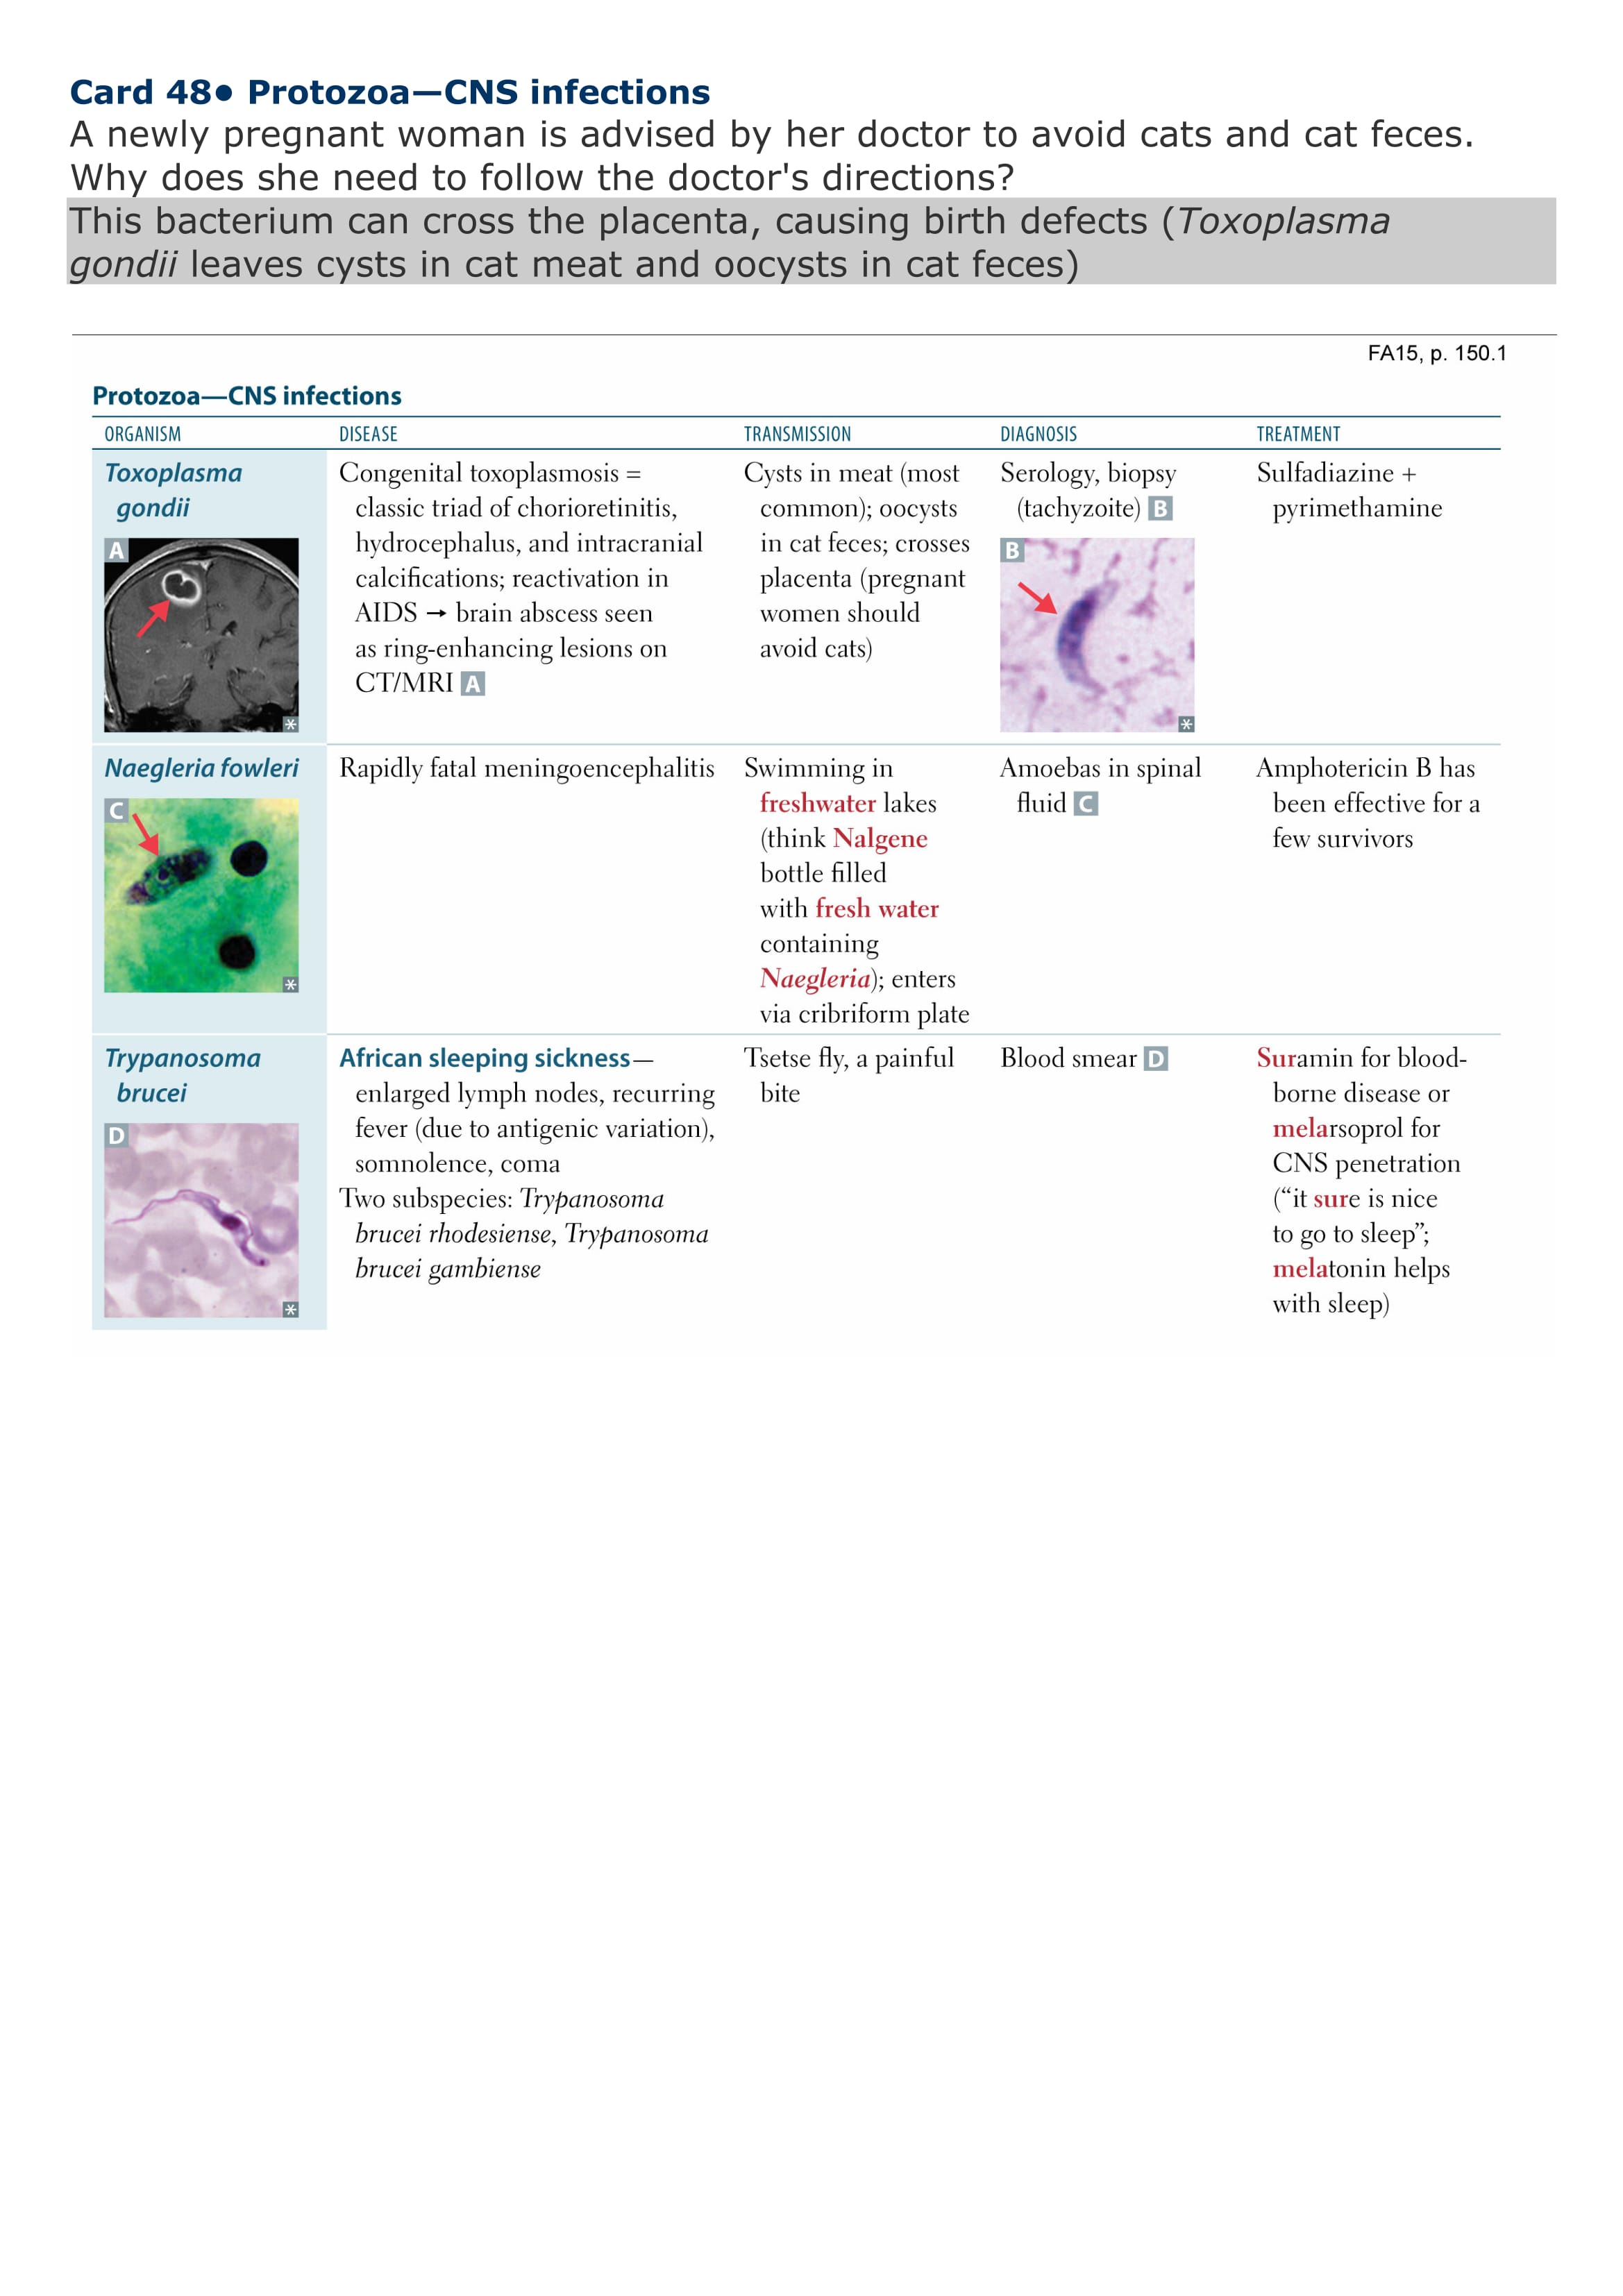 Card 48● Protozoa—CNS infections
A newly pregnant woman is advised by her doctor to avoid cats and cat feces.
Why does she need to follow the doctor's directions?
This bacterium can cross the placenta, causing birth defects (Toxoplasma
gondii leaves cysts in cat meat and oocysts in cat feces)
FA15, p. 150.1
Protozoa—CNS infections
ORGANISM DISEASE TRANSMISSION DIAGNOSIS TREATMENT
Toxoplasma
gondii
A
*
Congenital toxoplasmosis =
classic triad of chorioretinitis,
hydrocephalus, and intracranial
calcifications; reactivation in
AIDS → brain abscess seen
as ring-enhancing lesions on
CT/MRI A
Cysts in meat (most
common); oocysts
in cat feces; crosses
placenta (pregnant
women should
avoid cats)
Serology, biopsy
(tachyzoite) B
B
*
Sulfadiazine +
pyrimethamine
Naegleria fowleri
C
*
Rapidly fatal meningoencephalitis
Swimming in
freshwater lakes
(think Nalgene
bottle filled
with fresh water
containing
Naegleria); enters
via cribriform plate
Amoebas in spinal
fluid C
Amphotericin B has
been effective for a
few survivors
Trypanosoma
brucei
D
*
African sleeping sickness—
enlarged lymph nodes, recurring
fever (due to antigenic variation),
somnolence, coma
Two subspecies: Trypanosoma
brucei rhodesiense, Trypanosoma
brucei gambiense
Tsetse fly, a painful
bite
Blood smear D
Suramin for blood-
borne disease or
melarsoprol for
CNS penetration
(“it sure is nice
to go to sleep”;
melatonin helps
with sleep)